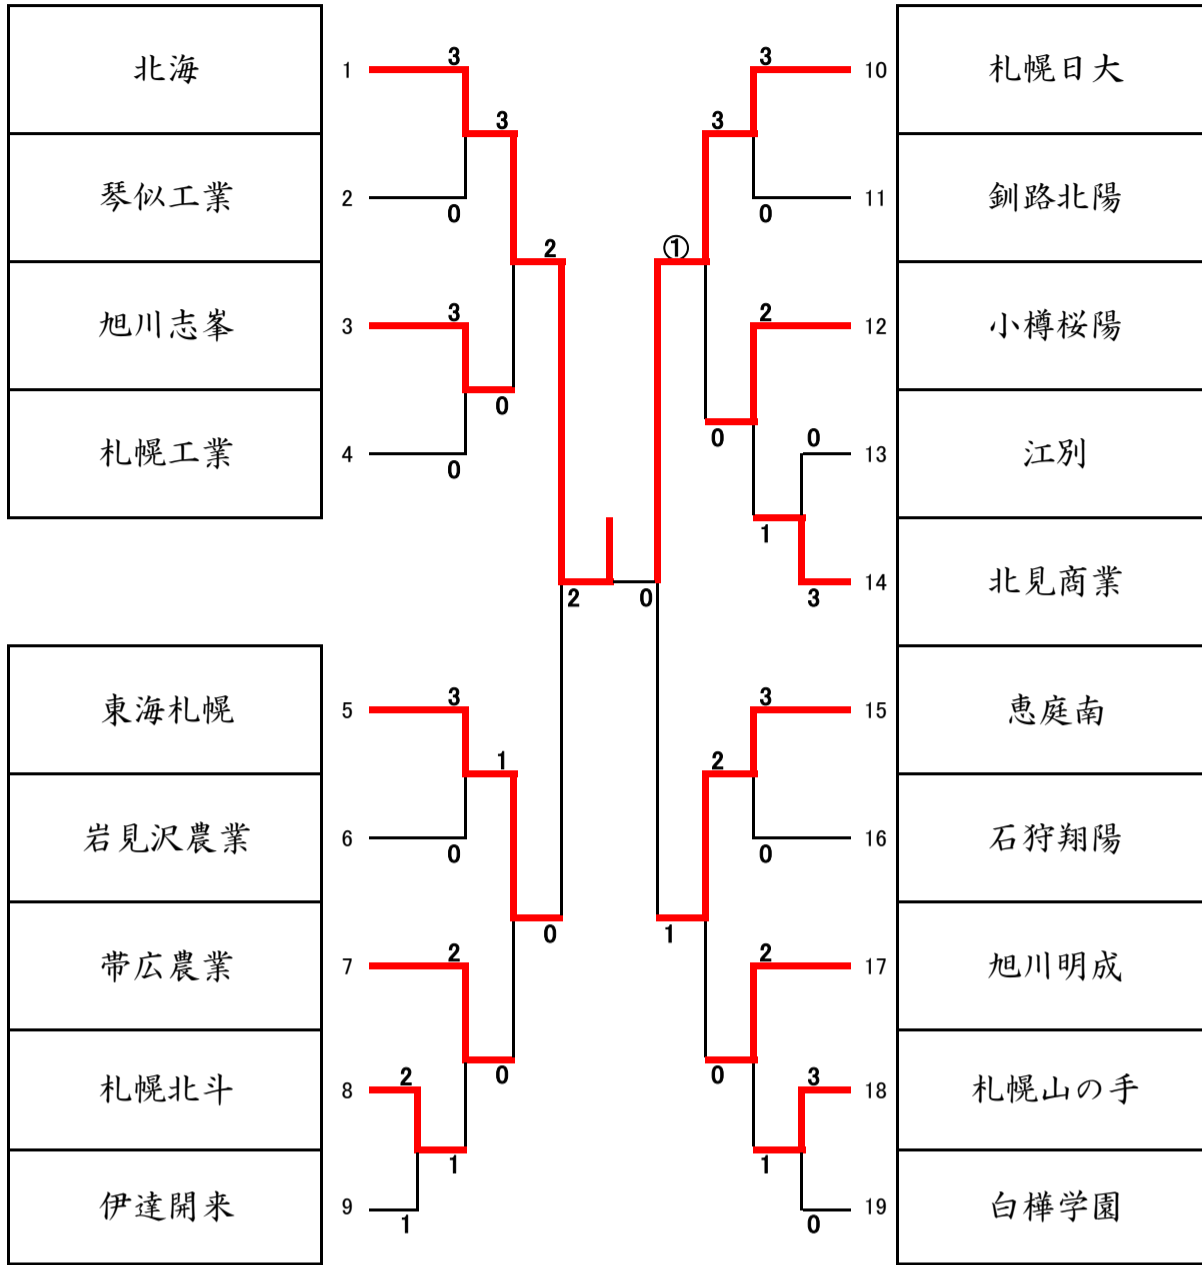 北海 1 3
3
琴似工業 2 0
2
旭川志峯 3 3
0
札幌工業 4 0
2 0
東海札幌 5 3
1
岩見沢農業 6 0
0
帯広農業 7 2
0
札幌北斗 8 2
1
伊達開来 9 1
3 10 札幌日大
3
0 11 釧路北陽
①
2 12 小樽桜陽
0
0 13 江別
1
3 14 北見商業
3 15 恵庭南
2
0 16 石狩翔陽
1
2 17 旭川明成
0
3 18 札幌山の手
1
0 19 白樺学園